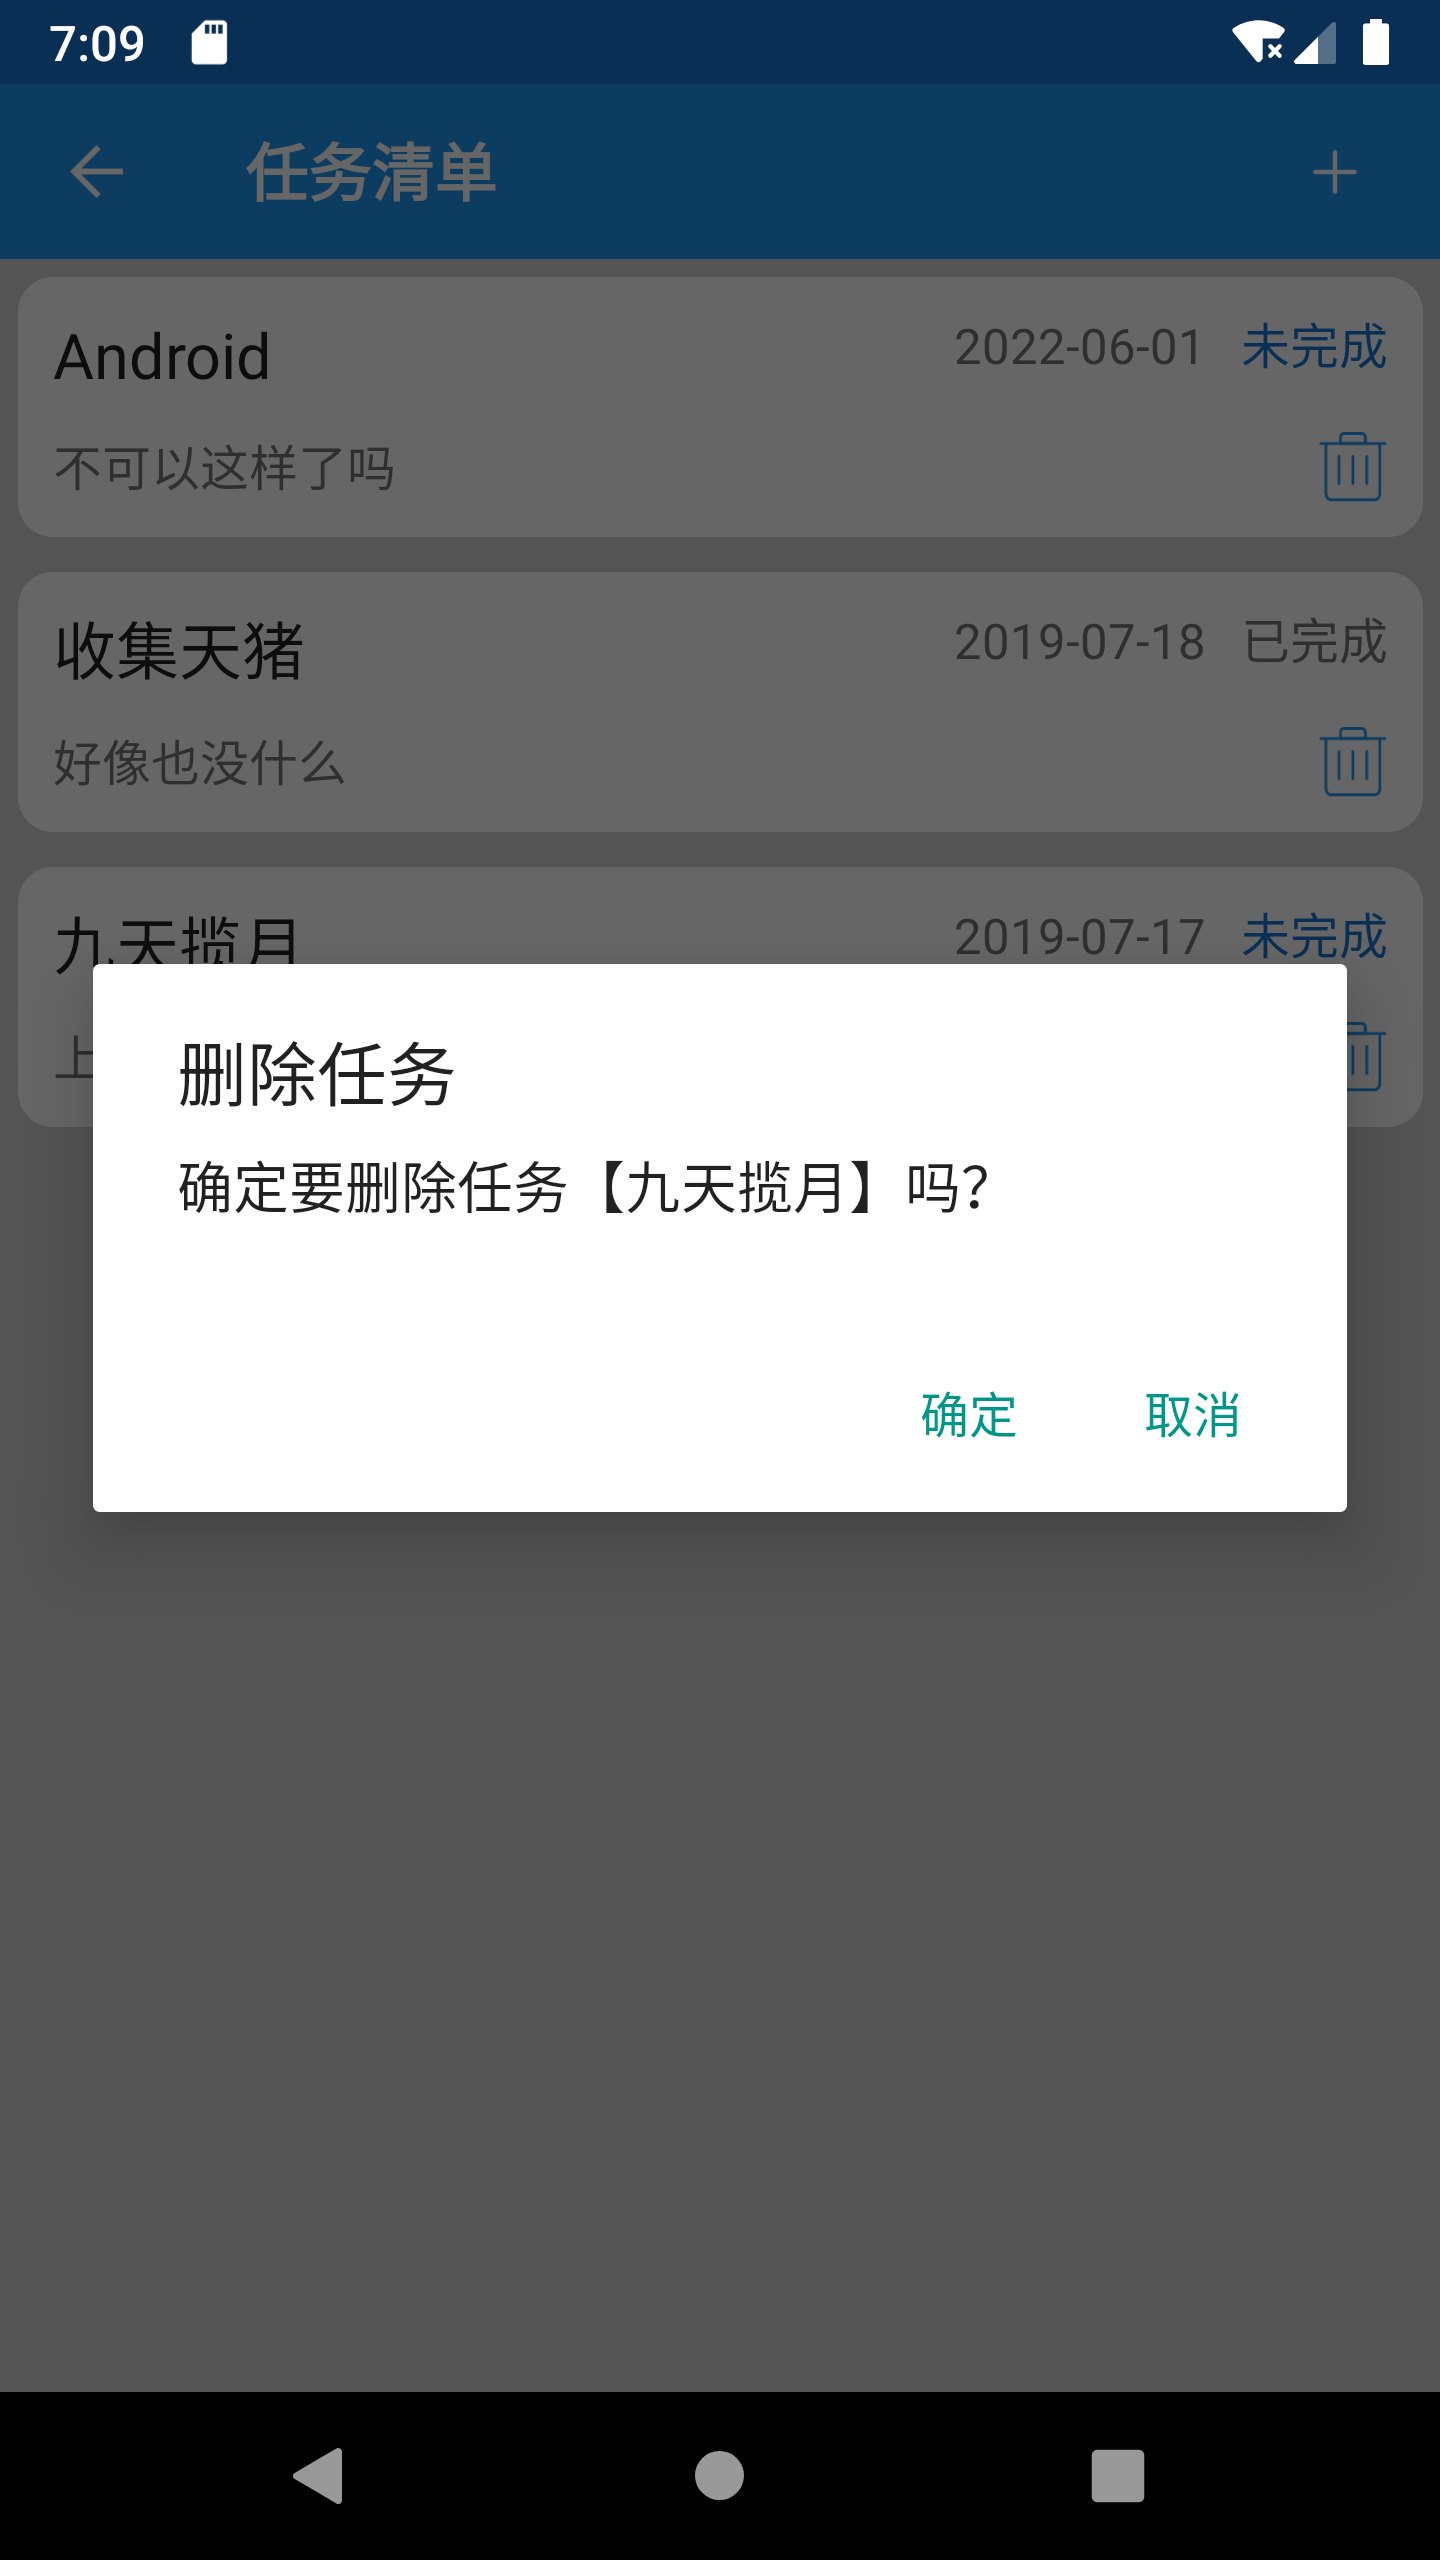 7:09
任务清单
Android 2022-06-01 未完成
不可以这样了吗
收集天猪 2019-07-18 已完成
好像也没什么
九天揽月 2019-07-17 未完成
上
删除任务
确定要删除任务【九天揽月】吗？
确定 取消